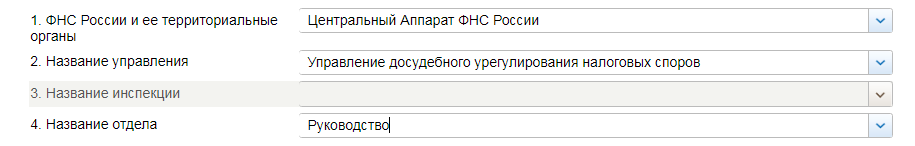 1. ФНС России и ее территориальные органы
Центральный Аппарат ФНС России
2. Название управления
Управление досудебного урегулирования налоговых споров
3. Название инспекции
4. Название отдела
Руководство